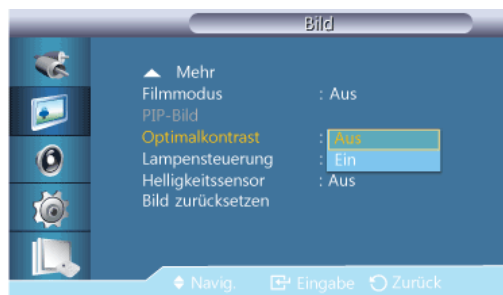 Bild
Mehr
Filmmodus : Aus
PIP-Bild
Optimalkontrast : Aus
Lampensteuerung : Ein
Helligkeitssensor : Aus
Bild zurücksetzen
Navig. Eingabe Zurück